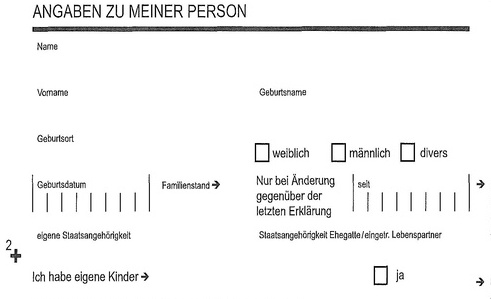 ANGABEN ZU MEINER PERSON
Name
Vorname Geburtsname
Geburtsort
weiblich männlich divers
Geburtsdatum Familienstand → Nur bei Änderung gegenüber der letzten Erklärung seit →
eigene Staatsangehörigkeit Staatsangehörigkeit Ehegatte/eingetr. Lebenspartner
2
+
Ich habe eigene Kinder → ja